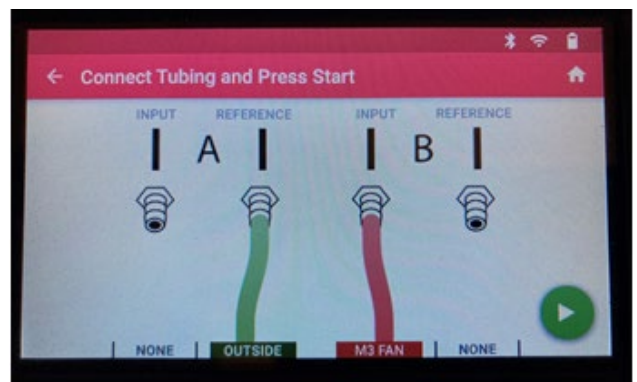 Connect Tubing and Press Start
INPUT REFERENCE INPUT REFERENCE
A B
NONE OUTSIDE M3 FAN NONE